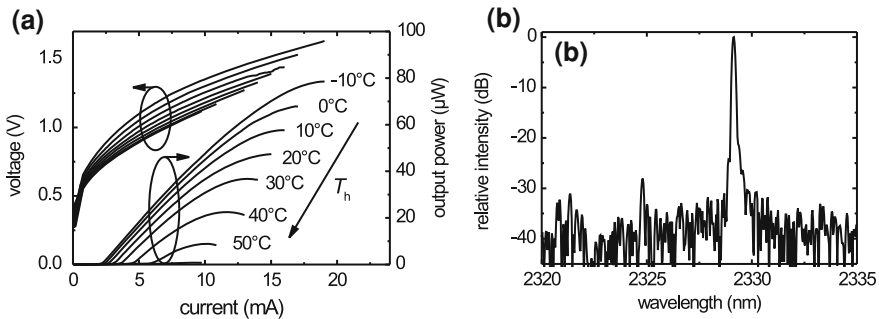 (a)
voltage (V)
1.5
1.0
0.5
0.0
0 5 10 15 20
current (mA)
100
80
60
40
20
0
output power (µW)
-10°C
0°C
10°C
20°C
30°C
40°C
50°C
Th
(b)
(b)
relative intensity (dB)
0
−10
−20
−30
−40
2320 2325 2330 2335
wavelength (nm)